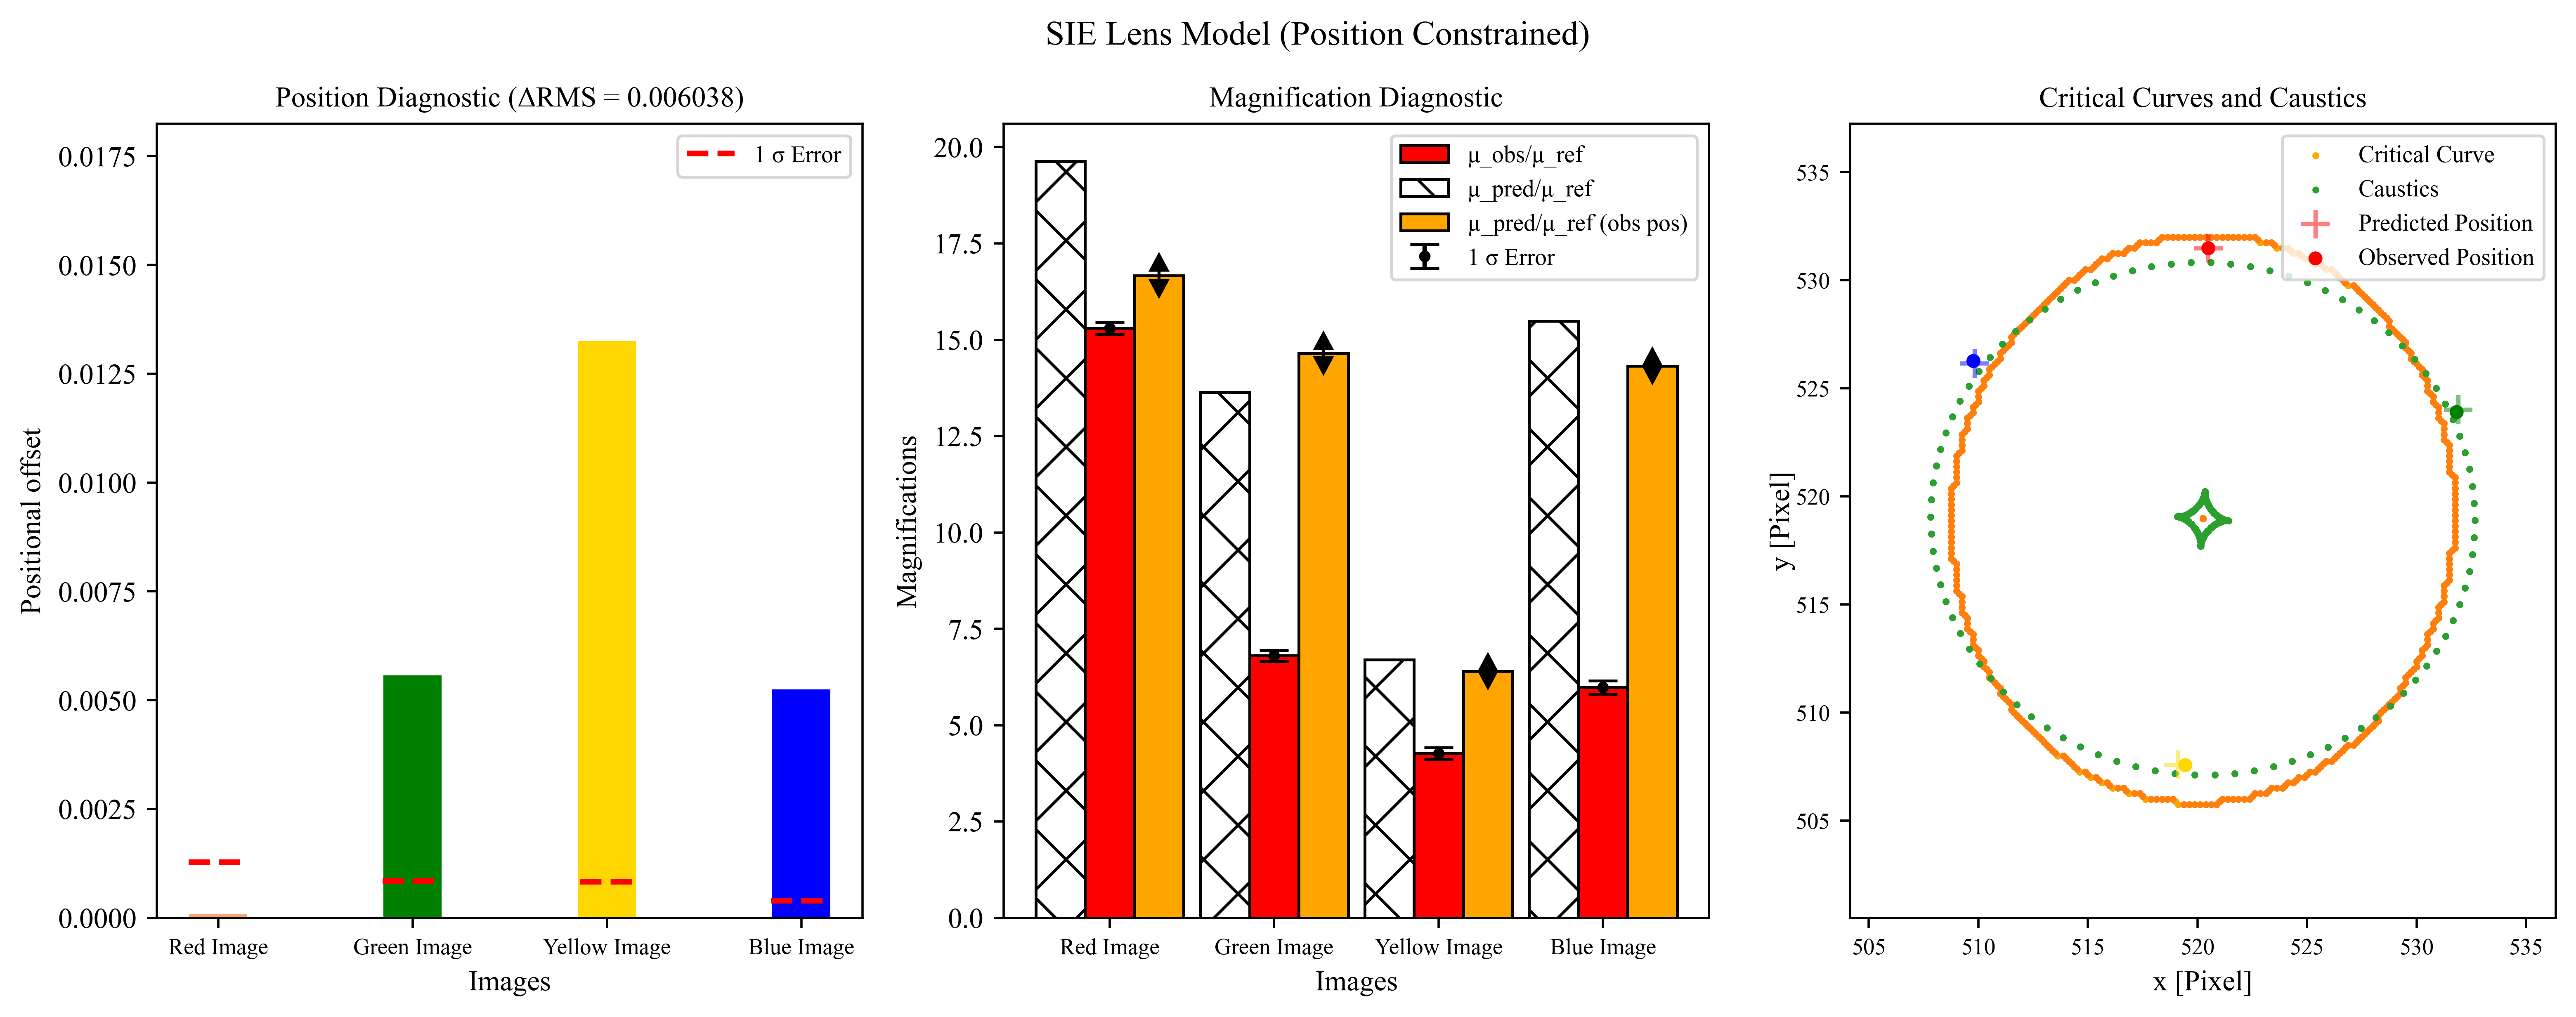 SIE Lens Model (Position Constrained)
Position Diagnostic (ΔRMS = 0.006038)
1 σ Error
Positional offset
0.0175
0.0150
0.0125
0.0100
0.0075
0.0050
0.0025
0.0000
Red Image
Green Image
Yellow Image
Blue Image
Images
Magnification Diagnostic
μ_obs/μ_ref
μ_pred/μ_ref
μ_pred/μ_ref (obs pos)
1 σ Error
Magnifications
20.0
17.5
15.0
12.5
10.0
7.5
5.0
2.5
0.0
Red Image
Green Image
Yellow Image
Blue Image
Images
Critical Curves and Caustics
Critical Curve
Caustics
Predicted Position
Observed Position
y [Pixel]
535
530
525
520
515
510
505
505
510
515
520
525
530
535
x [Pixel]